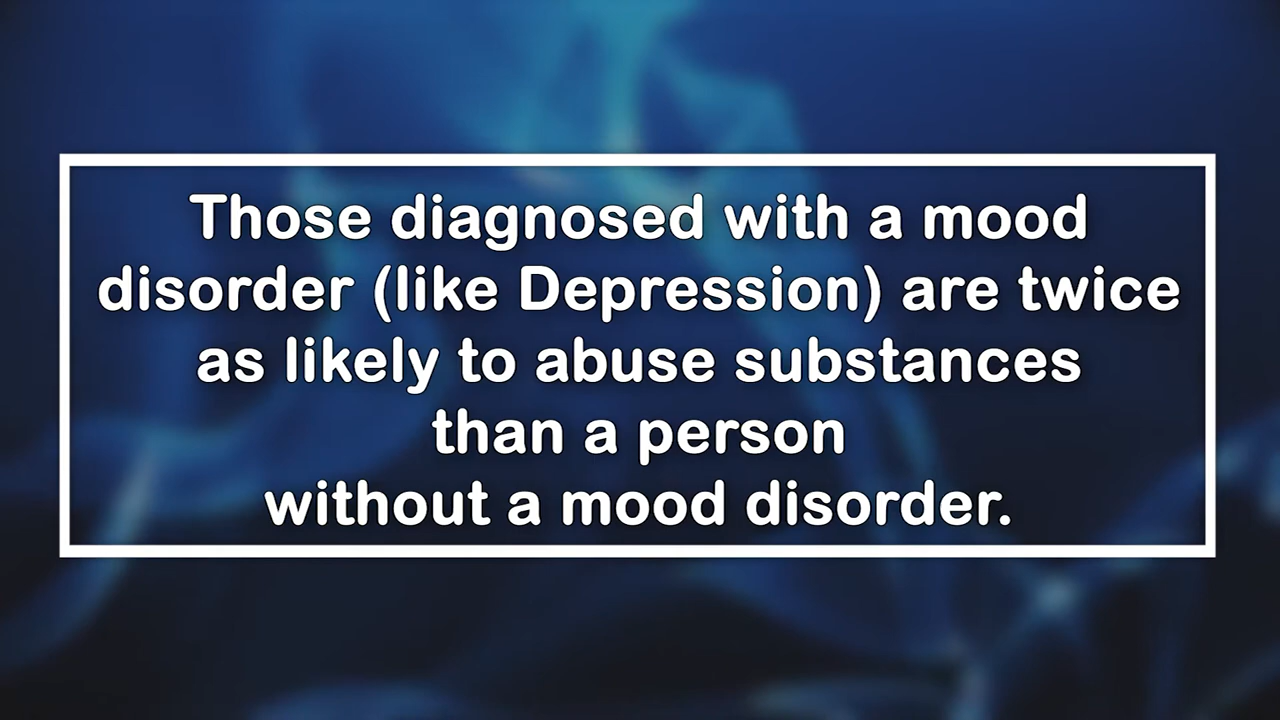 Those diagnosed with a mood
disorder (like Depression) are twice
as likely to abuse substances
than a person
without a mood disorder.